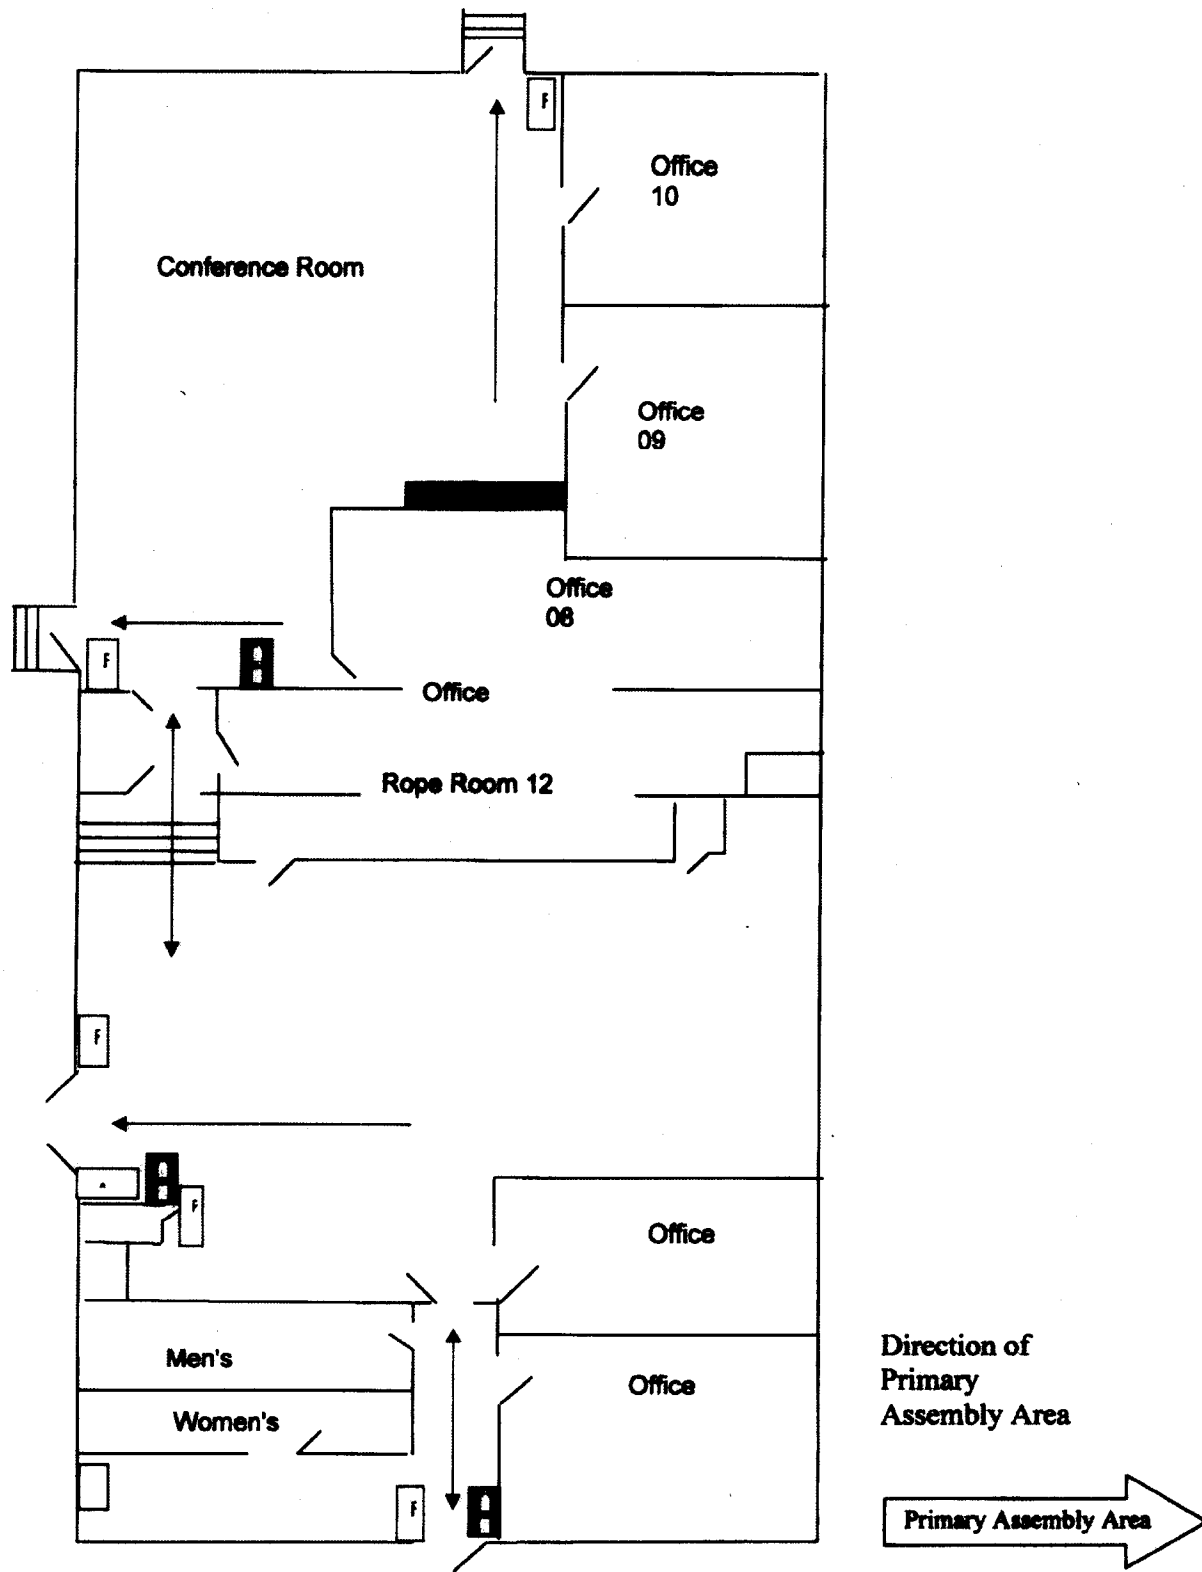 F
Office
10
Conference Room
Office
09
Office
08
F
Office
Rope Room 12
F
F
Office
Men's
Office
Women's
F
Direction of
Primary
Assembly Area
Primary Assembly Area